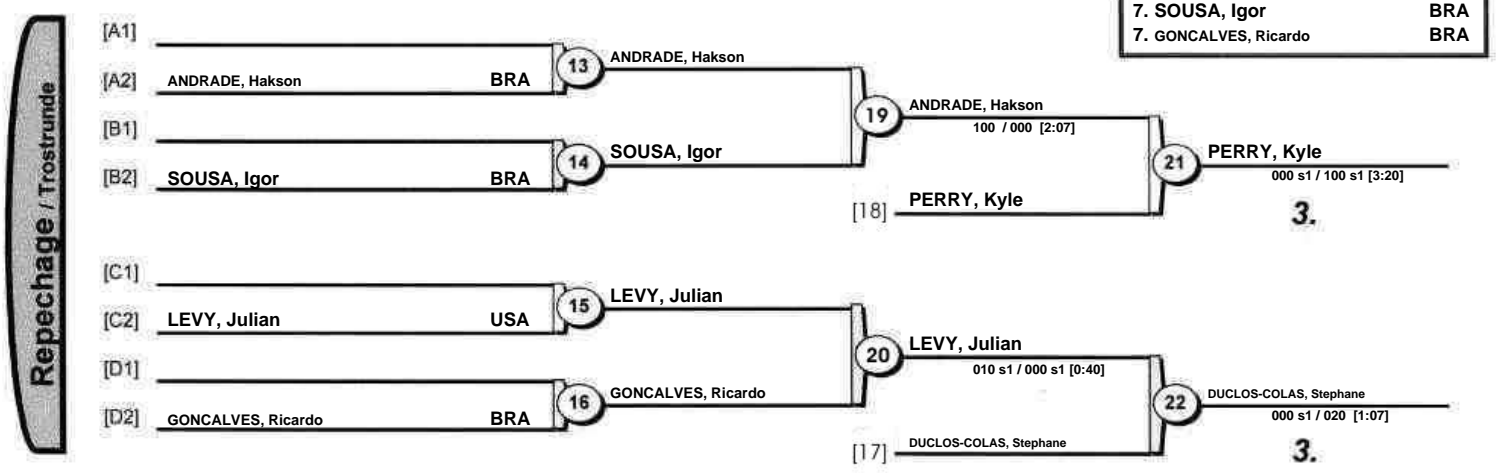 7. SOUSA, Igor BRA
7. GONCALVES, Ricardo BRA
Repechage / Trostrunde
[A1]
[A2] ANDRADE, Hakson BRA
13 ANDRADE, Hakson
[B1]
[B2] SOUSA, Igor BRA
14 SOUSA, Igor
19 ANDRADE, Hakson
100 / 000 [2:07]
[18] PERRY, Kyle
21 PERRY, Kyle
000 s1 / 100 s1 [3:20]
3.
[C1]
[C2] LEVY, Julian USA
15 LEVY, Julian
[D1]
[D2] GONCALVES, Ricardo BRA
16 GONCALVES, Ricardo
20 LEVY, Julian
010 s1 / 000 s1 [0:40]
[17] DUCLOS-COLAS, Stephane
22 DUCLOS-COLAS, Stephane
000 s1 / 020 [1:07]
3.